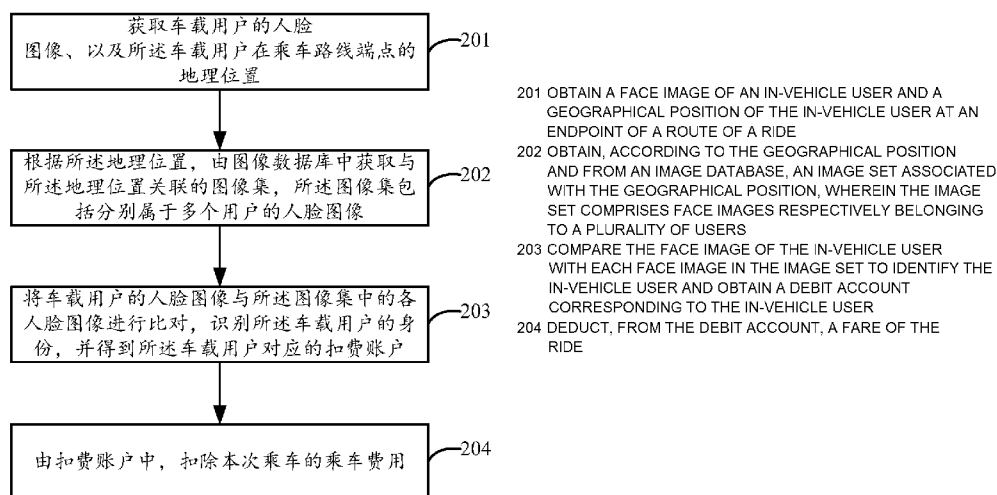 获取车载用户的人脸
图像、以及所述车载用户在乘车路线端点的
地理位置
201
根据所述地理位置，由图像数据库中获取与
所述地理位置关联的图像集，所述图像集包
括分别属于多个用户的人脸图像
202
将车载用户的人脸图像与所述图像集中的各
人脸图像进行比对，识别所述车载用户的身
份，并得到所述车载用户对应的扣费账户
203
由扣费账户中，扣除本次乘车的乘车费用
204
201 OBTAIN A FACE IMAGE OF AN IN-VEHICLE USER AND A
GEOGRAPHICAL POSITION OF THE IN-VEHICLE USER AT AN
ENDPOINT OF A ROUTE OF A RIDE
202 OBTAIN, ACCORDING TO THE GEOGRAPHICAL POSITION
AND FROM AN IMAGE DATABASE, AN IMAGE SET ASSOCIATED
WITH THE GEOGRAPHICAL POSITION, WHEREIN THE IMAGE
SET COMPRISES FACE IMAGES RESPECTIVELY BELONGING
TO A PLURALITY OF USERS
203 COMPARE THE FACE IMAGE OF THE IN-VEHICLE USER
WITH EACH FACE IMAGE IN THE IMAGE SET TO IDENTIFY THE
IN-VEHICLE USER AND OBTAIN A DEBIT ACCOUNT
CORRESPONDING TO THE IN-VEHICLE USER
204 DEDUCT, FROM THE DEBIT ACCOUNT, A FARE OF THE
RIDE